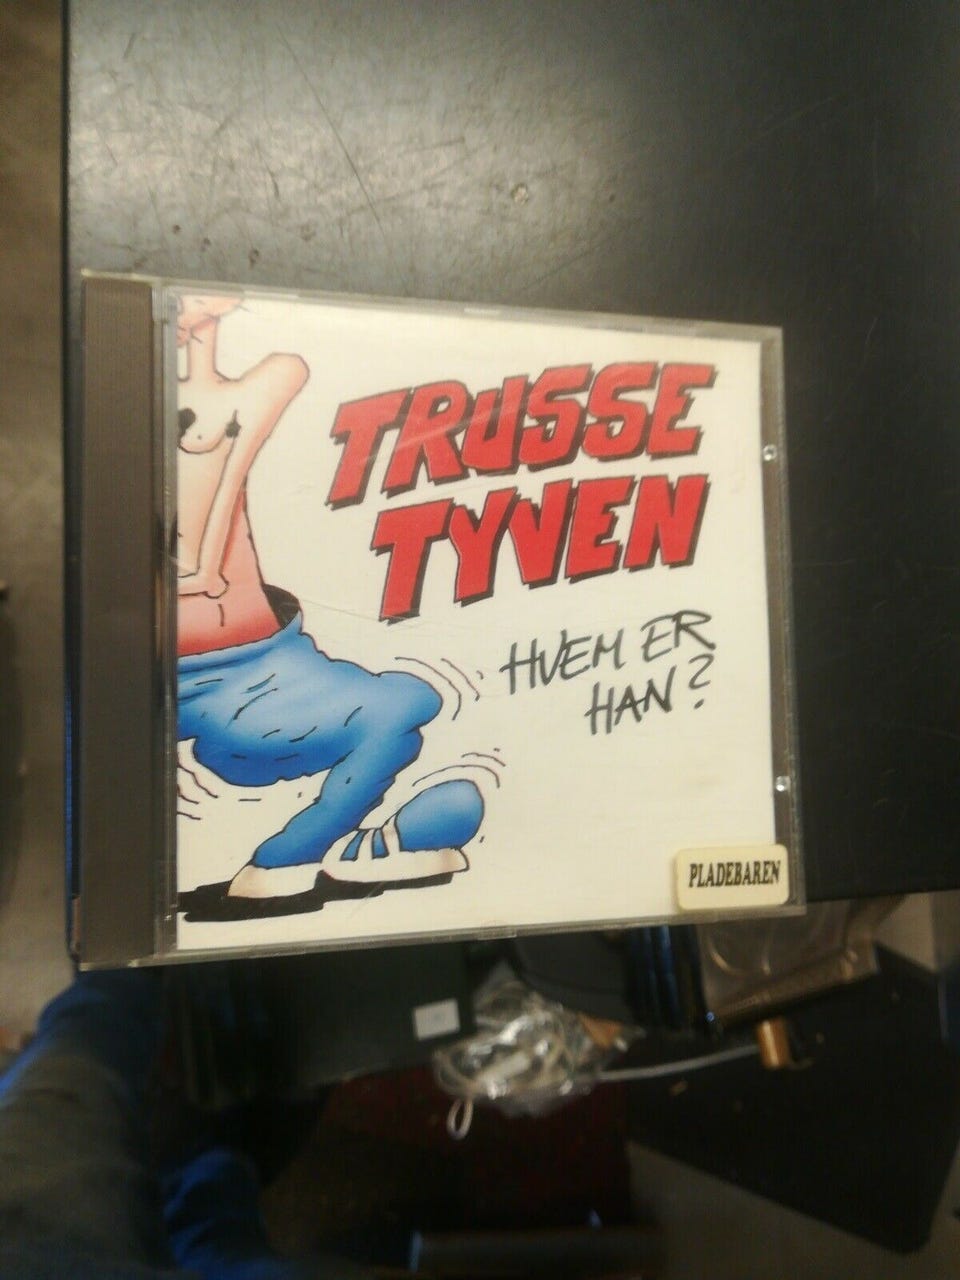 TRUSSE
TYVEN
HVEM ER
HAN?
PLADEBAREN